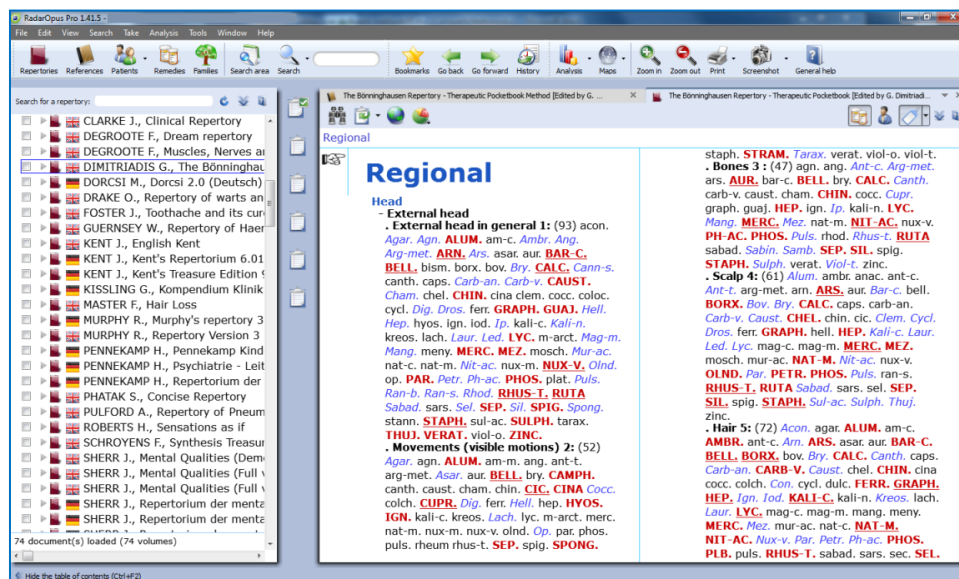 RadarOpus Pro 1.41.5 -
File Edit View Search Take Analysis Tools Window Help
Repertories References Patients Remedies Families Search area Search Bookmarks Go back Go forward History Analysis Maps Zoom in Zoom out Print Screenshot General help
Search for a repertory:
CLARKE J., Clinical Repertory
DEGROOTE F., Dream repertory
DEGROOTE F., Muscles, Nerves a
DIMITRIADIS G., The Bönninghau
DORCSI M., Dorcsi 2.0 (Deutsch)
DRAKE O., Repertory of warts an
FOSTER J., Toothache and its cur
GUERNSEY W., Repertory of Haer
KENT J., English Kent
KENT J., Kent's Repertorium 6.01
KENT J., Kent's Treasure Edition
KISSLING G., Kompendium Klinik
MASTER F., Hair Loss
MURPHY R., Murphy's repertory 3
MURPHY R., Repertory Version 3
PENNEKAMP H., Pennekamp Kind
PENNEKAMP H., Psychiatrie - Leit
PENNEKAMP H., Repertorium der
PHATAK S., Concise Repertory
PULFORD A., Repertory of Pneum
ROBERTS H., Sensations as if
SCHROYENS F., Synthesis Treasur
SHERR J., Mental Qualities (Dem
SHERR J., Mental Qualities (Full v
SHERR J., Mental Qualities (Full v
SHERR J., Repertorium der menta
SHERR J., Repertorium der menta
SHERR J., Repertorium der menta
74 document(s) loaded (74 volumes)
Hide the table of contents (Ctrl+F2)
The Bönninghausen Repertory - Therapeutic Pocketbook Method [Edited by G. ...
The Bönninghausen Repertory - Therapeutic Pocketbook [Edited by G. Dimitriadi...
Regional
Regional
Head
- External head
. External head in general 1: (93) acon.
Agar. Agn. ALUM. am-c. Ambr. Ang.
Arg-met. ARN. Ars. asar. aur. BAR-C.
BELL. bism. borx. bov. Bry. CALC. Cann-s.
canth. caps. Carb-an. Carb-v. CAUST.
Cham. chel. CHIN. cina clem. cocc. coloc.
cycl. Dig. Dros. ferr. GRAPH. GUAJ. Hell.
Hep. hyos. ign. iod. Ip. kali-c. Kali-n.
kreos. lach. Laur. Led. LYC. m-arct. Mag-m.
Mang. meny. MERC. MEZ. mosch. Mur-ac.
nat-c. nat-m. Nit-ac. nux-m. NUX-V. Olnd.
op. PAR. Petr. Ph-ac. PHOS. plat. Puls.
Ran-b. Ran-s. Rhod. RHUS-T. RUTA
Sabad. sars. Sel. SEP. Sil. SPIG. Spong.
stann. STAPH. sul-ac. SULPH. tarax.
THUJ. VERAT. viol-o. ZINC.
. Movements (visible motions) 2: (52)
Agar. agn. ALUM. am-m. ang. ant-t.
arg-met. Asar. aur BELL. bry. CAMPH.
canth. caust. cham. chin. CIC. CINA Cocc.
colch. CUPR. Dig. ferr. Hell. hep. HYOS.
IGN. kali-c. kreos. Lach. lyc. m-arct. merc.
nat-m. nux-m. nux-v. olnd. Op. par. phos.
puls. rheum rhus-t. SEP. spig. SPONG.
staph. STRAM. Tarax. verat. viol-o. viol-t.
. Bones 3 : (47) agn. ang. Ant-c. Arg-met.
ars. AUR. bar-c. BELL. bry. CALC. Canth.
carb-v. caust. cham. CHIN. cocc. Cupr.
graph. guaj. HEP. ign. Ip. kali-n. LYC.
Mang. MERC. Mez. nat-m. NIT-AC. nux-v.
PH-AC. PHOS. Puls. rhod. Rhus-t. RUTA
sabad. Sabin. Samb. SEP. SIL. spig.
STAPH. Sulph. verat. Viol-t. zinc.
. Scalp 4: (61) Alum. ambr. anac. ant-c.
Ant-t. arg-met. arn. ARS. aur. Bar-c. bell.
BORX. Bov. Bry. CALC. caps. carb-an.
Carb-v. Caust. CHEL. chin. cic. Clem. Cycl.
Dros. ferr. GRAPH. hell. HEP. Kali-c. Laur.
Led. Lyc. mag-c. mag-m. MERC. MEZ.
mosch. mur-ac. NAT-M. Nit-ac. nux-v.
OLND. Par. PETR. PHOS. Puls. ran-s.
RHUS-T. RUTA Sabad. sars. sel. SEP.
SIL. spig. STAPH. Sul-ac. Sulph. Thuj.
zinc.
. Hair 5: (72) Acon. agar. ALUM. am-c.
AMBR. ant-c. Arn. ARS. asar. aur. BAR-C.
BELL. BORX. bov. Bry. CALC. Canth. caps.
Carb-an. CARB-V. Caust. chel. CHIN. cina
cocc. colch. Con. cycl. dulc. FERR. GRAPH.
HEP. Ign. Iod. KALI-C. kali-n. Kreos. lach.
Laur. LYC. mag-c. mag-m. mang. meny.
MERC. Mez. mur-ac. nat-c. NAT-M.
NIT-AC. Nux-v. Par. Petr. Ph-ac. PHOS.
PLB. puls. RHUS-T. sabad. sars. sec. SEL.